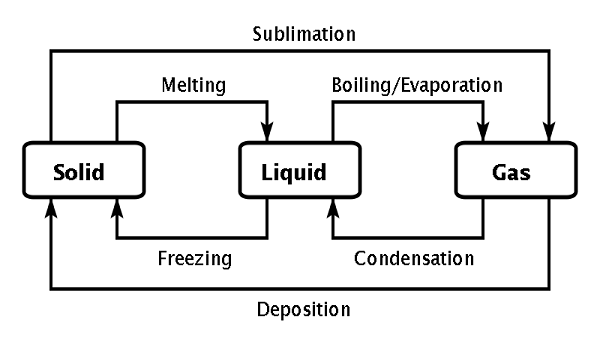 Sublimation
Melting
Boiling/Evaporation
Solid
Liquid
Gas
Freezing
Condensation
Deposition